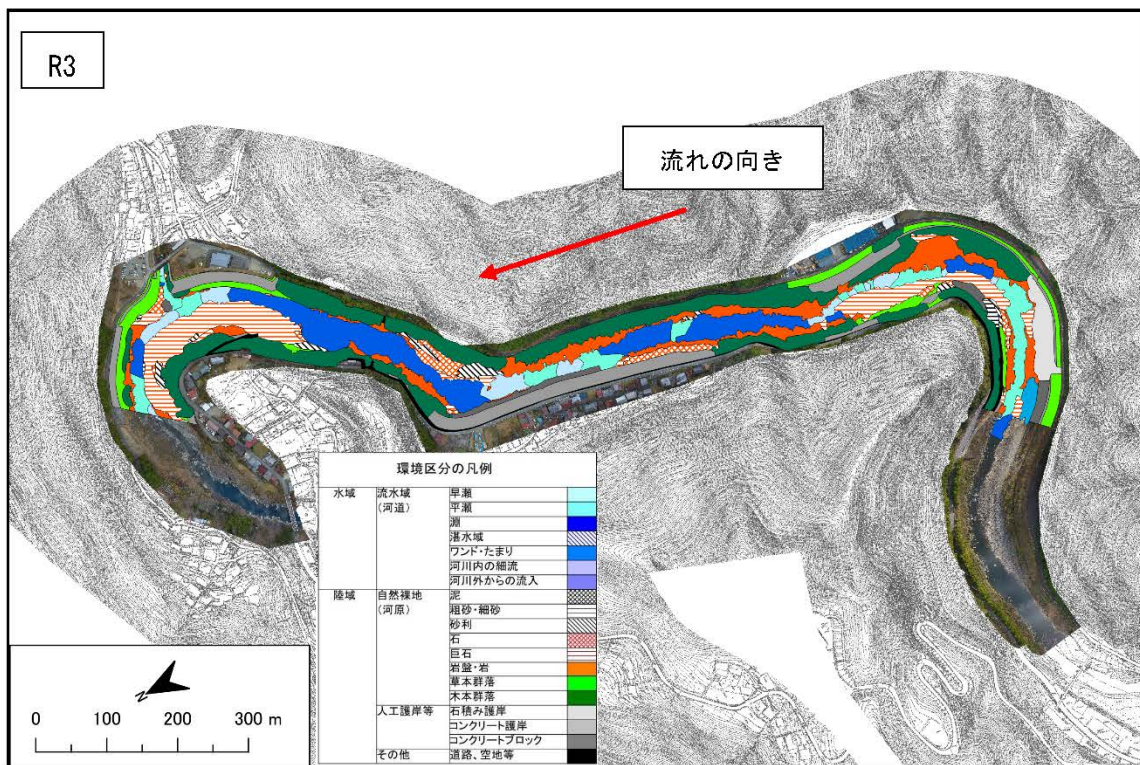 R3
流れの向き
環境区分の凡例
水域 流水域 早瀬
(河道) 平瀬
淵
湛水域
ワンド・たまり
河川内の細流
河川外からの流入
陸域 自然裸地 泥
(河原) 粗砂・細砂
砂利
石
巨石
岩盤・岩
草本群落
木本群落
人工護岸等 石積み護岸
コンクリート護岸
コンクリートブロック
その他 道路、空地等
N
0 100 200 300 m